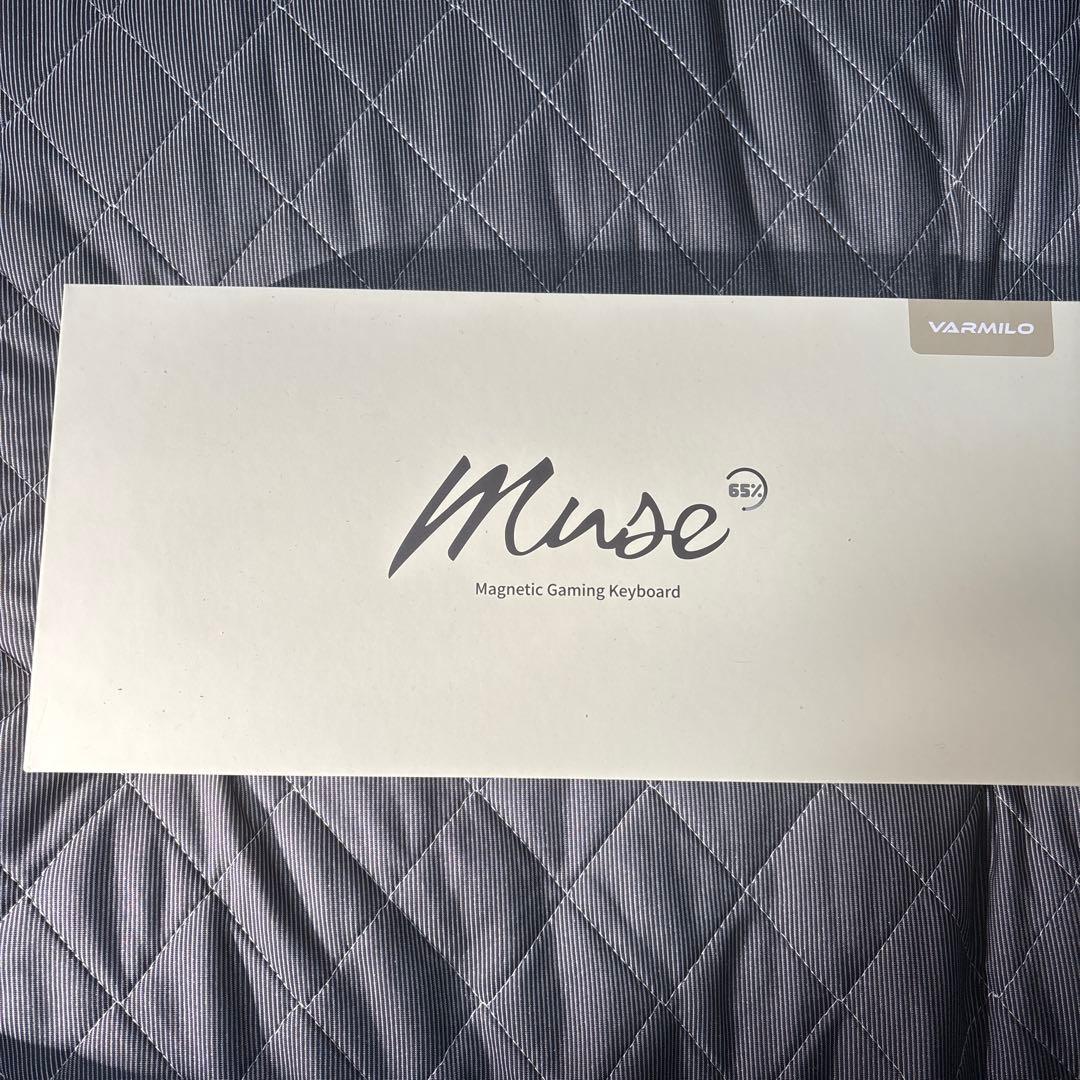 VARMILO
Muse 65%
Magnetic Gaming Keyboard